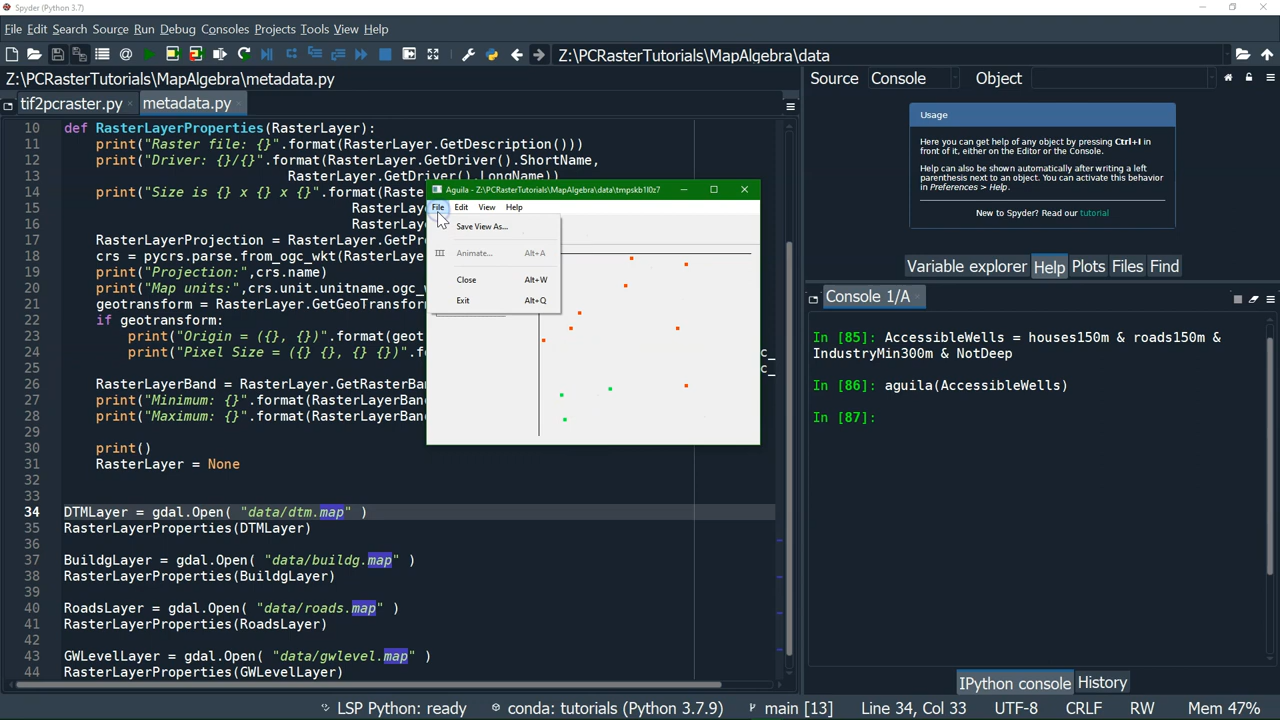 Spyder (Python 3.7)
File Edit Search Source Run Debug Consoles Projects Tools View Help
Z:\PCRasterTutorials\MapAlgebra\data
Z:\PCRasterTutorials\MapAlgebra\metadata.py
Source Console Object
tif2pcraster.py metadata.py
10 def RasterLayerProperties(RasterLayer):
11 print("Raster file: {}".format(RasterLayer.GetDescription()))
12 print("Driver: {}/{}".format(RasterLayer.GetDriver().ShortName,
13 RasterLayer.GetDriver().LongName))
14 print("Size is {} x {} x {}".format(Raste
15 RasterLay
16 RasterLay
17 RasterLayerProjection = RasterLayer.GetPr
18 crs = pycrs.parse.from_ogc_wkt(RasterLaye
19 print("Projection:",crs.name)
20 print("Map units:",crs.unit.unitname.ogc_
21 geotransform = RasterLayer.GetGeoTransfor
22 if geotransform:
23 print("Origin = ({}, {})".format(geot
24 print("Pixel Size = ({} {}, {} {})".f c_
25 c_
26 RasterLayerBand = RasterLayer.GetRasterBa
27 print("Minimum: {}".format(RasterLayerBan
28 print("Maximum: {}".format(RasterLayerBan
29
30 print()
31 RasterLayer = None
32
33
34 DTMLayer = gdal.Open( "data/dtm.map" )
35 RasterLayerProperties(DTMLayer)
36
37 BuildgLayer = gdal.Open( "data/buildg.map" )
38 RasterLayerProperties(BuildgLayer)
39
40 RoadsLayer = gdal.Open( "data/roads.map" )
41 RasterLayerProperties(RoadsLayer)
42
43 GWLevelLayer = gdal.Open( "data/gwlevel.map" )
44 RasterLayerProperties(GWLevelLayer)
Aguila - Z:\PCRasterTutorials\MapAlgebra\data\tmpskb1l0z7
File Edit View Help
Save View As...
Animate... Alt+A
Close Alt+W
Exit Alt+Q
Usage
Here you can get help of any object by pressing Ctrl+I in
front of it, either on the Editor or the Console.
Help can also be shown automatically after writing a left
parenthesis next to an object. You can activate this behavior
in Preferences > Help.
New to Spyder? Read our tutorial
Variable explorer Help Plots Files Find
Console 1/A
In [85]: AccessibleWells = houses150m & roads150m &
IndustryMin300m & NotDeep
In [86]: aguila(AccessibleWells)
In [87]:
IPython console History
LSP Python: ready conda: tutorials (Python 3.7.9) main [13] Line 34, Col 33 UTF-8 CRLF RW Mem 47%